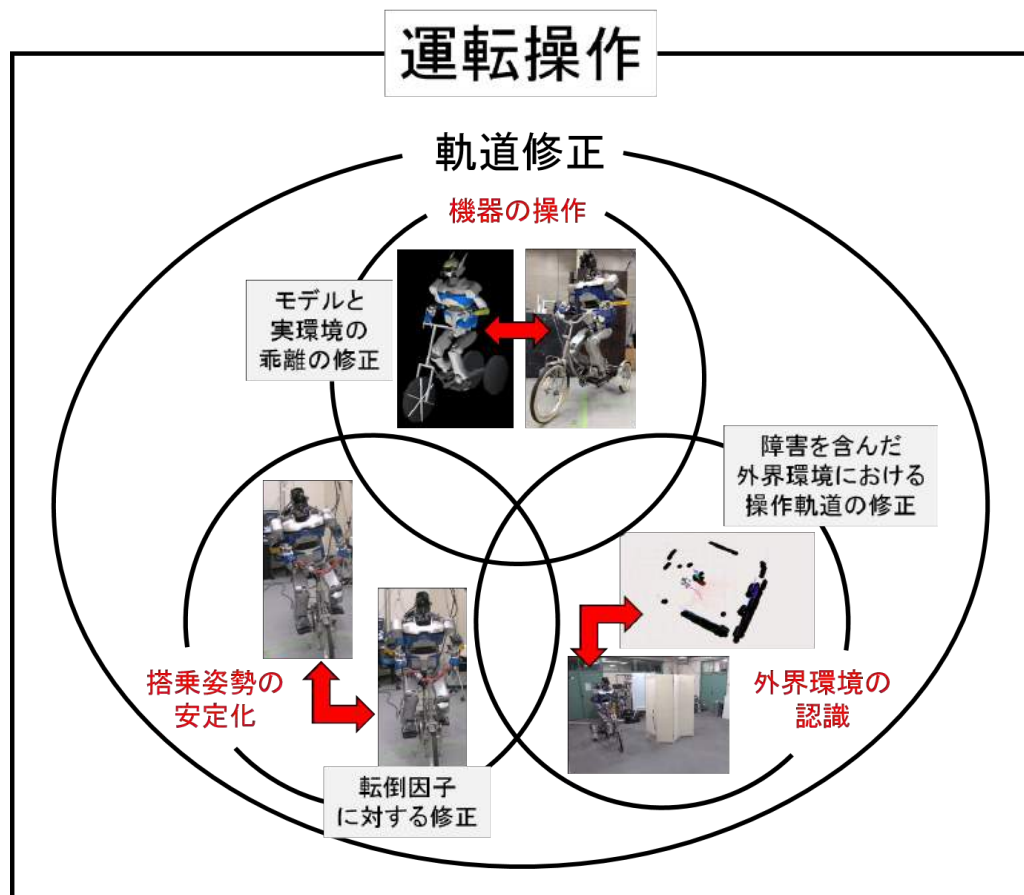 運転操作
軌道修正
機器の操作
モデルと
実環境の
乖離の修正
障害を含んだ
外界環境における
操作軌道の修正
搭乗姿勢の
安定化
外界環境の
認識
転倒因子
に対する修正